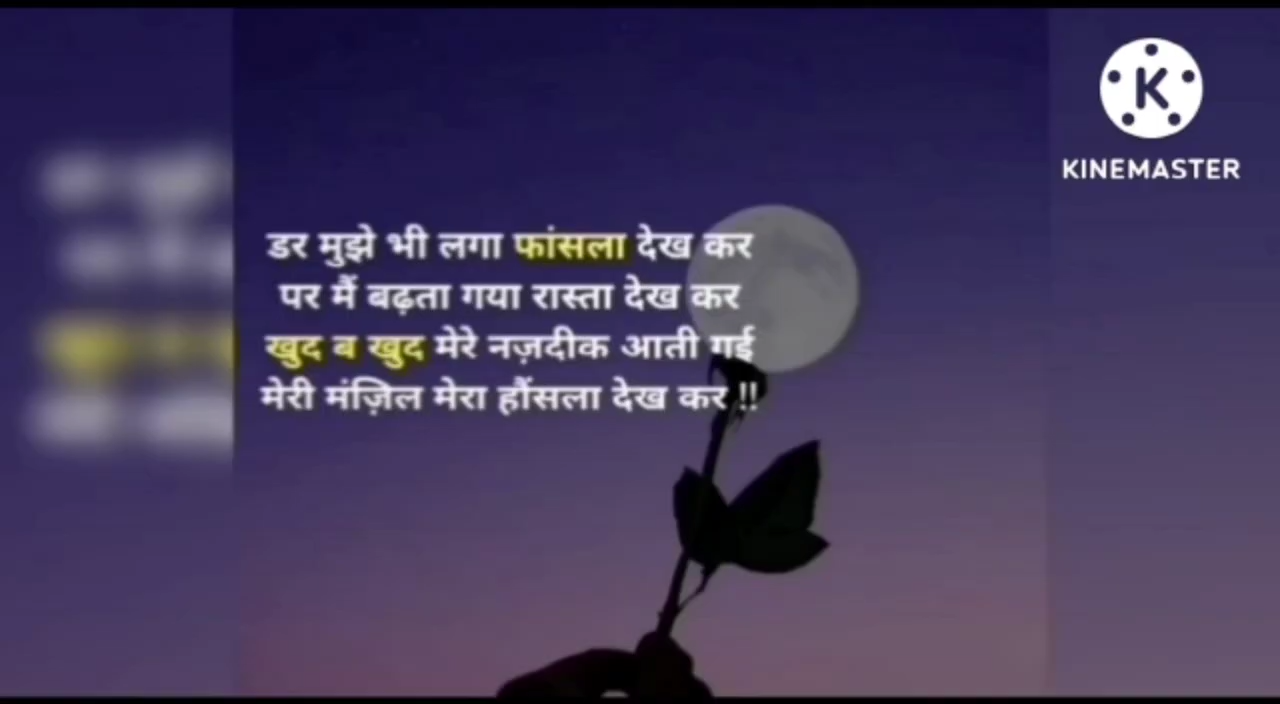 डर मुझे भी लगा फांसला देख कर
पर मैं बढ़ता गया रास्ता देख कर
खुद ब खुद मेरे नज़दीक आती गई
मेरी मंज़िल मेरा हौंसला देख कर !!
K
KINEMASTER